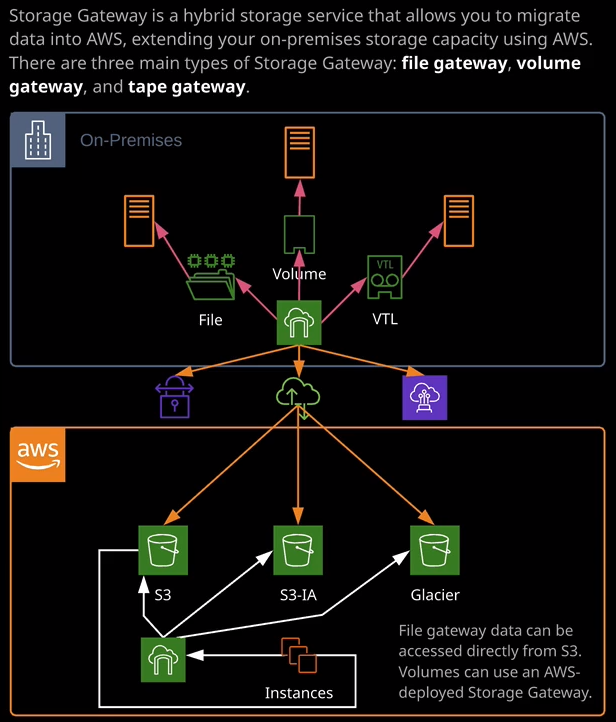 Storage Gateway is a hybrid storage service that allows you to migrate
data into AWS, extending your on-premises storage capacity using AWS.
There are three main types of Storage Gateway: file gateway, volume
gateway, and tape gateway.
On-Premises
Volume
VTL
File
VTL
aws
S3
S3-IA
Glacier
File gateway data can be
accessed directly from S3.
Volumes can use an AWS-
deployed Storage Gateway.
Instances